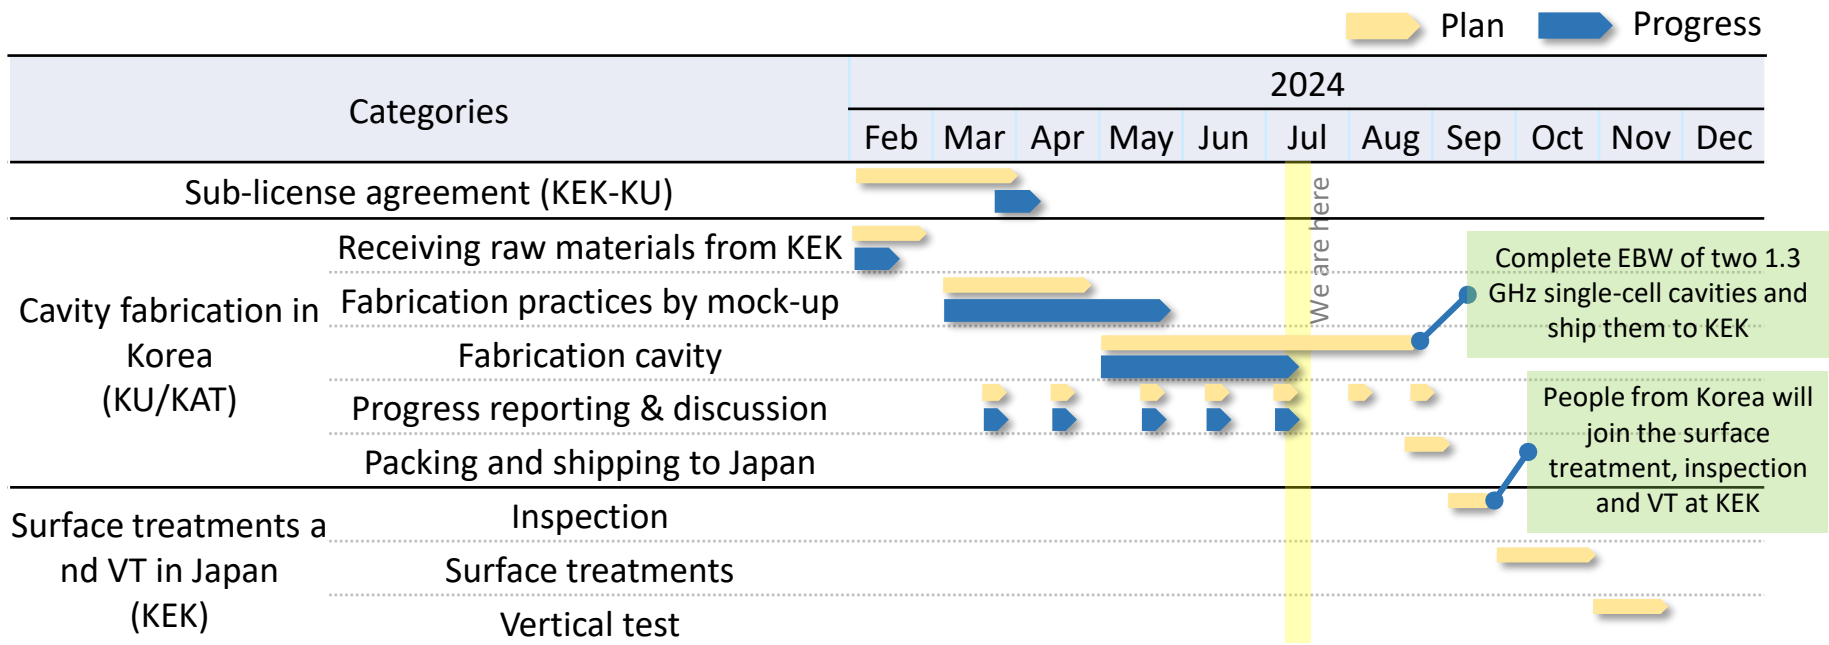 Plan
Progress
Categories
2024
Feb Mar Apr May Jun Jul Aug Sep Oct Nov Dec
Sub-license agreement (KEK-KU)
We are here
Cavity fabrication in
Korea
(KU/KAT)
Receiving raw materials from KEK
Fabrication practices by mock-up
Fabrication cavity
Progress reporting & discussion
Packing and shipping to Japan
Complete EBW of two 1.3
GHz single-cell cavities and
ship them to KEK
People from Korea will
join the surface
treatment, inspection
and VT at KEK
Surface treatments a
nd VT in Japan
(KEK)
Inspection
Surface treatments
Vertical test